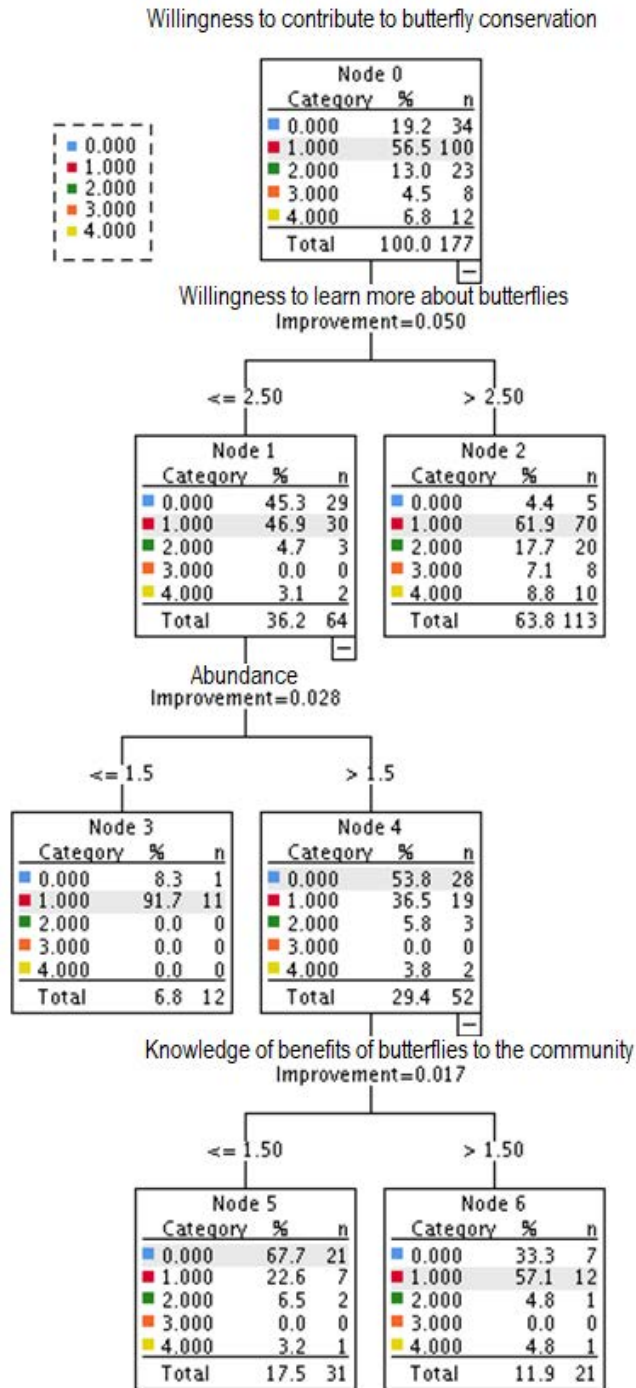 Willingness to contribute to butterfly conservation
Node 0
Category % n
0.000 19.2 34
1.000 56.5 100
2.000 13.0 23
3.000 4.5 8
4.000 6.8 12
Total 100.0 177
0.000
1.000
2.000
3.000
4.000
Willingness to learn more about butterflies
Improvement=0.050
<= 2.50
> 2.50
Node 1
Category % n
0.000 45.3 29
1.000 46.9 30
2.000 4.7 3
3.000 0.0 0
4.000 3.1 2
Total 36.2 64
Node 2
Category % n
0.000 4.4 5
1.000 61.9 70
2.000 17.7 20
3.000 7.1 8
4.000 8.8 10
Total 63.8 113
Abundance
Improvement=0.028
<= 1.5
> 1.5
Node 3
Category % n
0.000 8.3 1
1.000 91.7 11
2.000 0.0 0
3.000 0.0 0
4.000 0.0 0
Total 6.8 12
Node 4
Category % n
0.000 53.8 28
1.000 36.5 19
2.000 5.8 3
3.000 0.0 0
4.000 3.8 2
Total 29.4 52
Knowledge of benefits of butterflies to the community
Improvement=0.017
<= 1.50
> 1.50
Node 5
Category % n
0.000 67.7 21
1.000 22.6 7
2.000 6.5 2
3.000 0.0 0
4.000 3.2 1
Total 17.5 31
Node 6
Category % n
0.000 33.3 7
1.000 57.1 12
2.000 4.8 1
3.000 0.0 0
4.000 4.8 1
Total 11.9 21